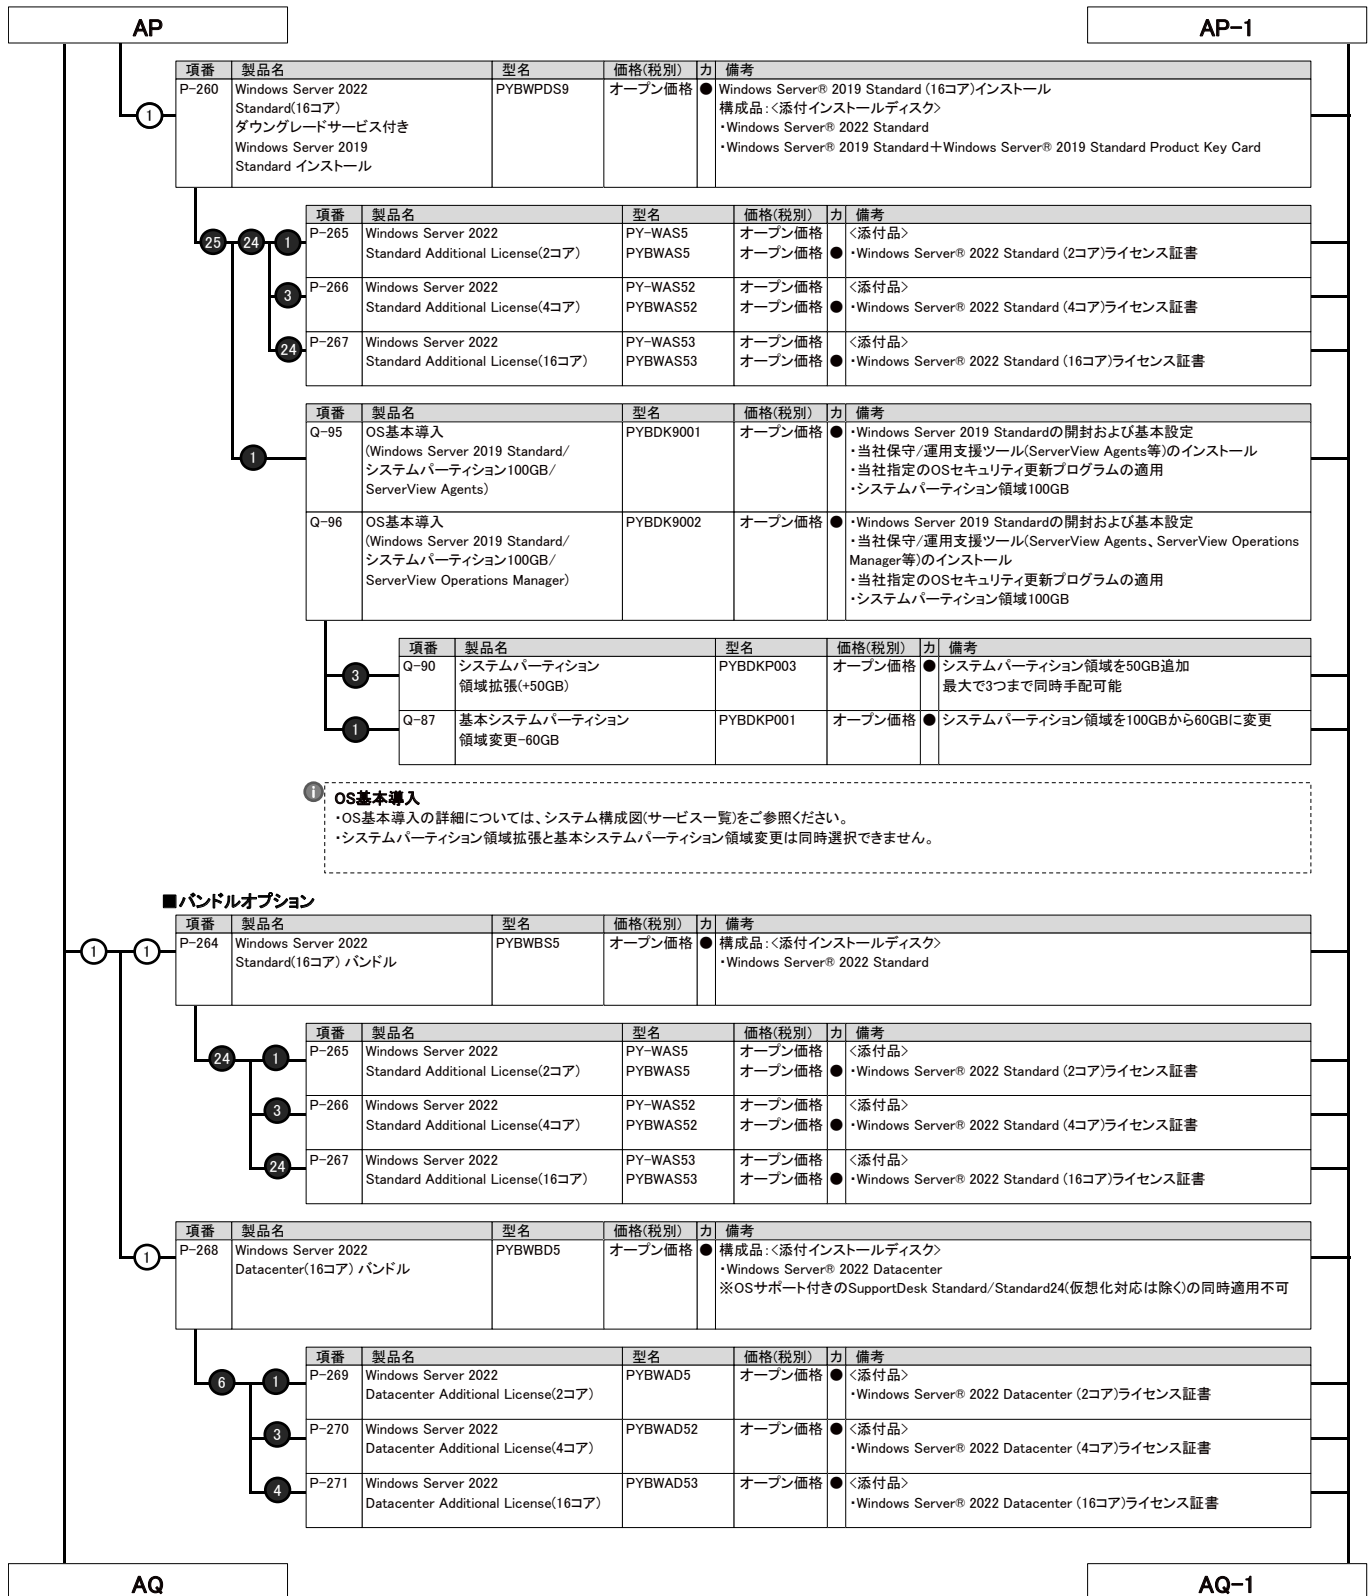 AP
AP-1
項番 製品名 型名 価格(税別) カ 備考
P-260 Windows Server 2022 PYBWPDS9 オープン価格 ● Windows Server® 2019 Standard (16コア)インストール
Standard(16コア) 構成品:<添付インストールディスク>
① ダウングレードサービス付き ・Windows Server® 2022 Standard
Windows Server 2019 ・Windows Server® 2019 Standard+Windows Server® 2019 Standard Product Key Card
Standard インストール
項番 製品名 型名 価格(税別) カ 備考
25 24 1 P-265 Windows Server 2022 PY-WAS5 オープン価格 <添付品>
Standard Additional License(2コア) PYBWAS5 オープン価格 ● ・Windows Server® 2022 Standard (2コア)ライセンス証書
3 P-266 Windows Server 2022 PY-WAS52 オープン価格 <添付品>
Standard Additional License(4コア) PYBWAS52 オープン価格 ● ・Windows Server® 2022 Standard (4コア)ライセンス証書
24 P-267 Windows Server 2022 PY-WAS53 オープン価格 <添付品>
Standard Additional License(16コア) PYBWAS53 オープン価格 ● ・Windows Server® 2022 Standard (16コア)ライセンス証書
項番 製品名 型名 価格(税別) カ 備考
Q-95 OS基本導入 PYBDK9001 オープン価格 ● ・Windows Server 2019 Standardの開封および基本設定
1 (Windows Server 2019 Standard/ ・当社保守/運用支援ツール(ServerView Agents等)のインストール
システムパーティション100GB/ ・当社指定のOSセキュリティ更新プログラムの適用
ServerView Agents) ・システムパーティション領域100GB
Q-96 OS基本導入 PYBDK9002 オープン価格 ● ・Windows Server 2019 Standardの開封および基本設定
(Windows Server 2019 Standard/ ・当社保守/運用支援ツール(ServerView Agents、ServerView Operations
システムパーティション100GB/ Manager等)のインストール
ServerView Operations Manager) ・当社指定のOSセキュリティ更新プログラムの適用
・システムパーティション領域100GB
項番 製品名 型名 価格(税別) カ 備考
3 Q-90 システムパーティション PYBDKP003 オープン価格 ● システムパーティション領域を50GB追加
領域拡張(+50GB) 最大で3つまで同時手配可能
1 Q-87 基本システムパーティション PYBDKP001 オープン価格 ● システムパーティション領域を100GBから60GBに変更
領域変更-60GB
i OS基本導入
・OS基本導入の詳細については、システム構成図(サービス一覧)をご参照ください。
・システムパーティション領域拡張と基本システムパーティション領域変更は同時選択できません。
■バンドルオプション
項番 製品名 型名 価格(税別) カ 備考
① ① P-264 Windows Server 2022 PYBWBS5 オープン価格 ● 構成品:<添付インストールディスク>
Standard(16コア) バンドル ・Windows Server® 2022 Standard
項番 製品名 型名 価格(税別) カ 備考
24 1 P-265 Windows Server 2022 PY-WAS5 オープン価格 <添付品>
Standard Additional License(2コア) PYBWAS5 オープン価格 ● ・Windows Server® 2022 Standard (2コア)ライセンス証書
3 P-266 Windows Server 2022 PY-WAS52 オープン価格 <添付品>
Standard Additional License(4コア) PYBWAS52 オープン価格 ● ・Windows Server® 2022 Standard (4コア)ライセンス証書
24 P-267 Windows Server 2022 PY-WAS53 オープン価格 <添付品>
Standard Additional License(16コア) PYBWAS53 オープン価格 ● ・Windows Server® 2022 Standard (16コア)ライセンス証書
項番 製品名 型名 価格(税別) カ 備考
① P-268 Windows Server 2022 PYBWBD5 オープン価格 ● 構成品:<添付インストールディスク>
Datacenter(16コア) バンドル ・Windows Server® 2022 Datacenter
※OSサポート付きのSupportDesk Standard/Standard24(仮想化対応は除く)の同時適用不可
項番 製品名 型名 価格(税別) カ 備考
6 1 P-269 Windows Server 2022 PYBWAD5 オープン価格 ● <添付品>
Datacenter Additional License(2コア) ・Windows Server® 2022 Datacenter (2コア)ライセンス証書
3 P-270 Windows Server 2022 PYBWAD52 オープン価格 ● <添付品>
Datacenter Additional License(4コア) ・Windows Server® 2022 Datacenter (4コア)ライセンス証書
4 P-271 Windows Server 2022 PYBWAD53 オープン価格 ● <添付品>
Datacenter Additional License(16コア) ・Windows Server® 2022 Datacenter (16コア)ライセンス証書
AQ
AQ-1